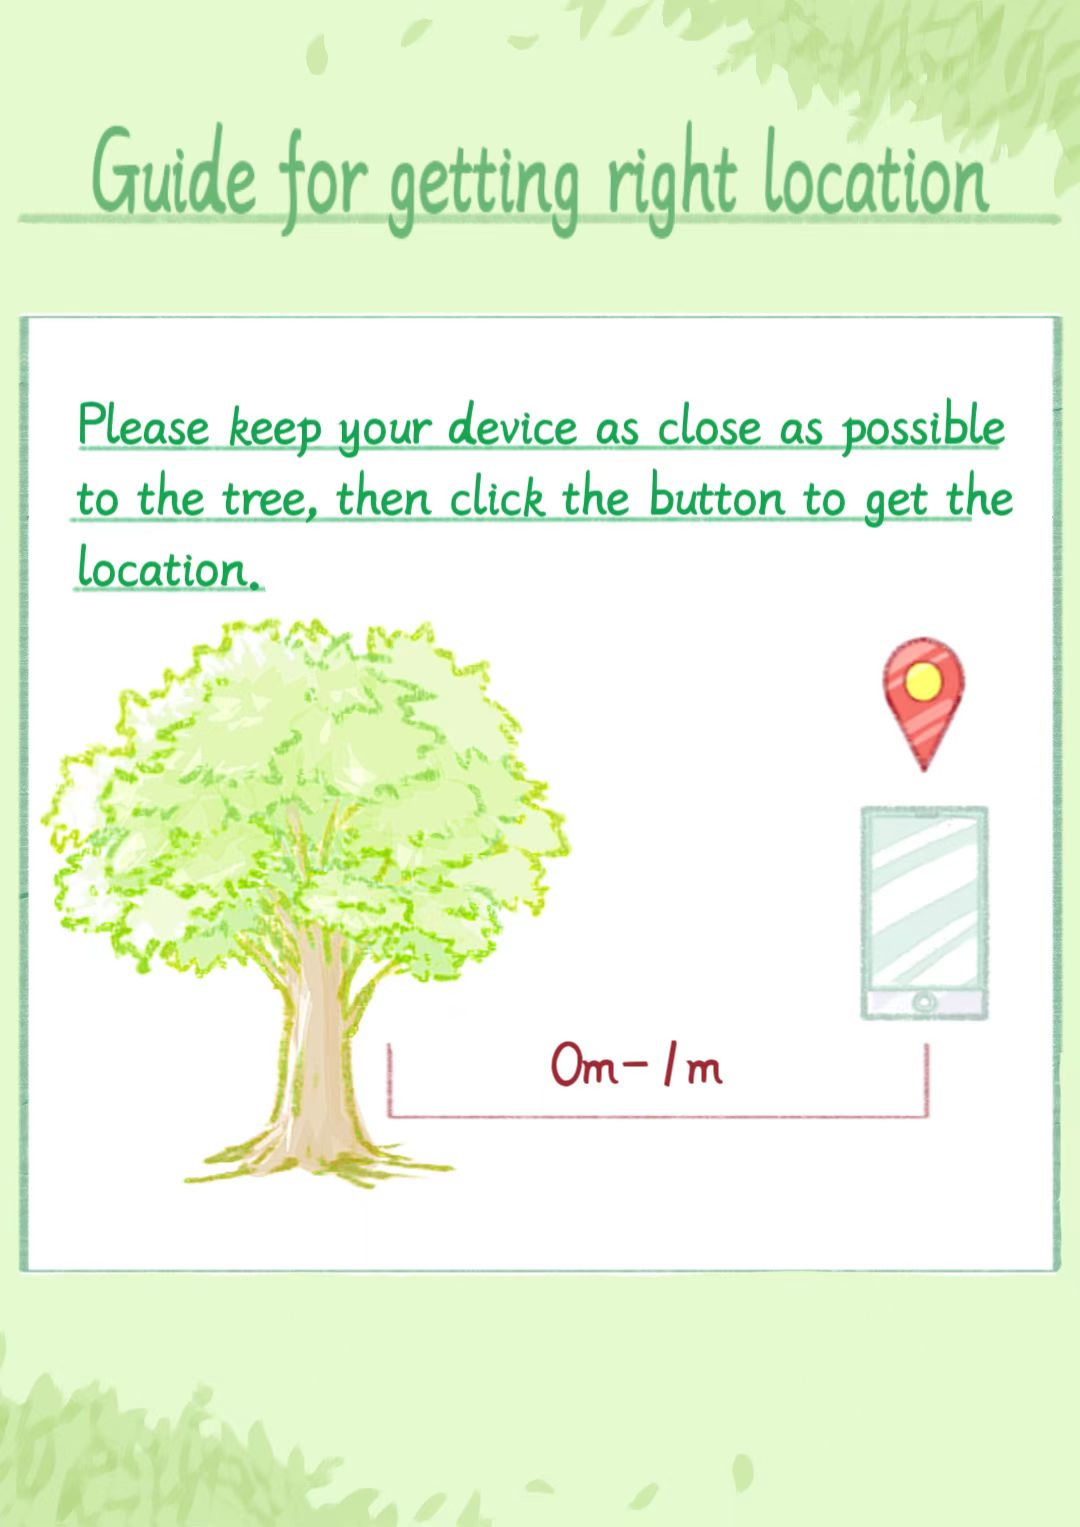 Guide for getting right location
Please keep your device as close as possible
to the tree, then click the button to get the
location.
0m-1m